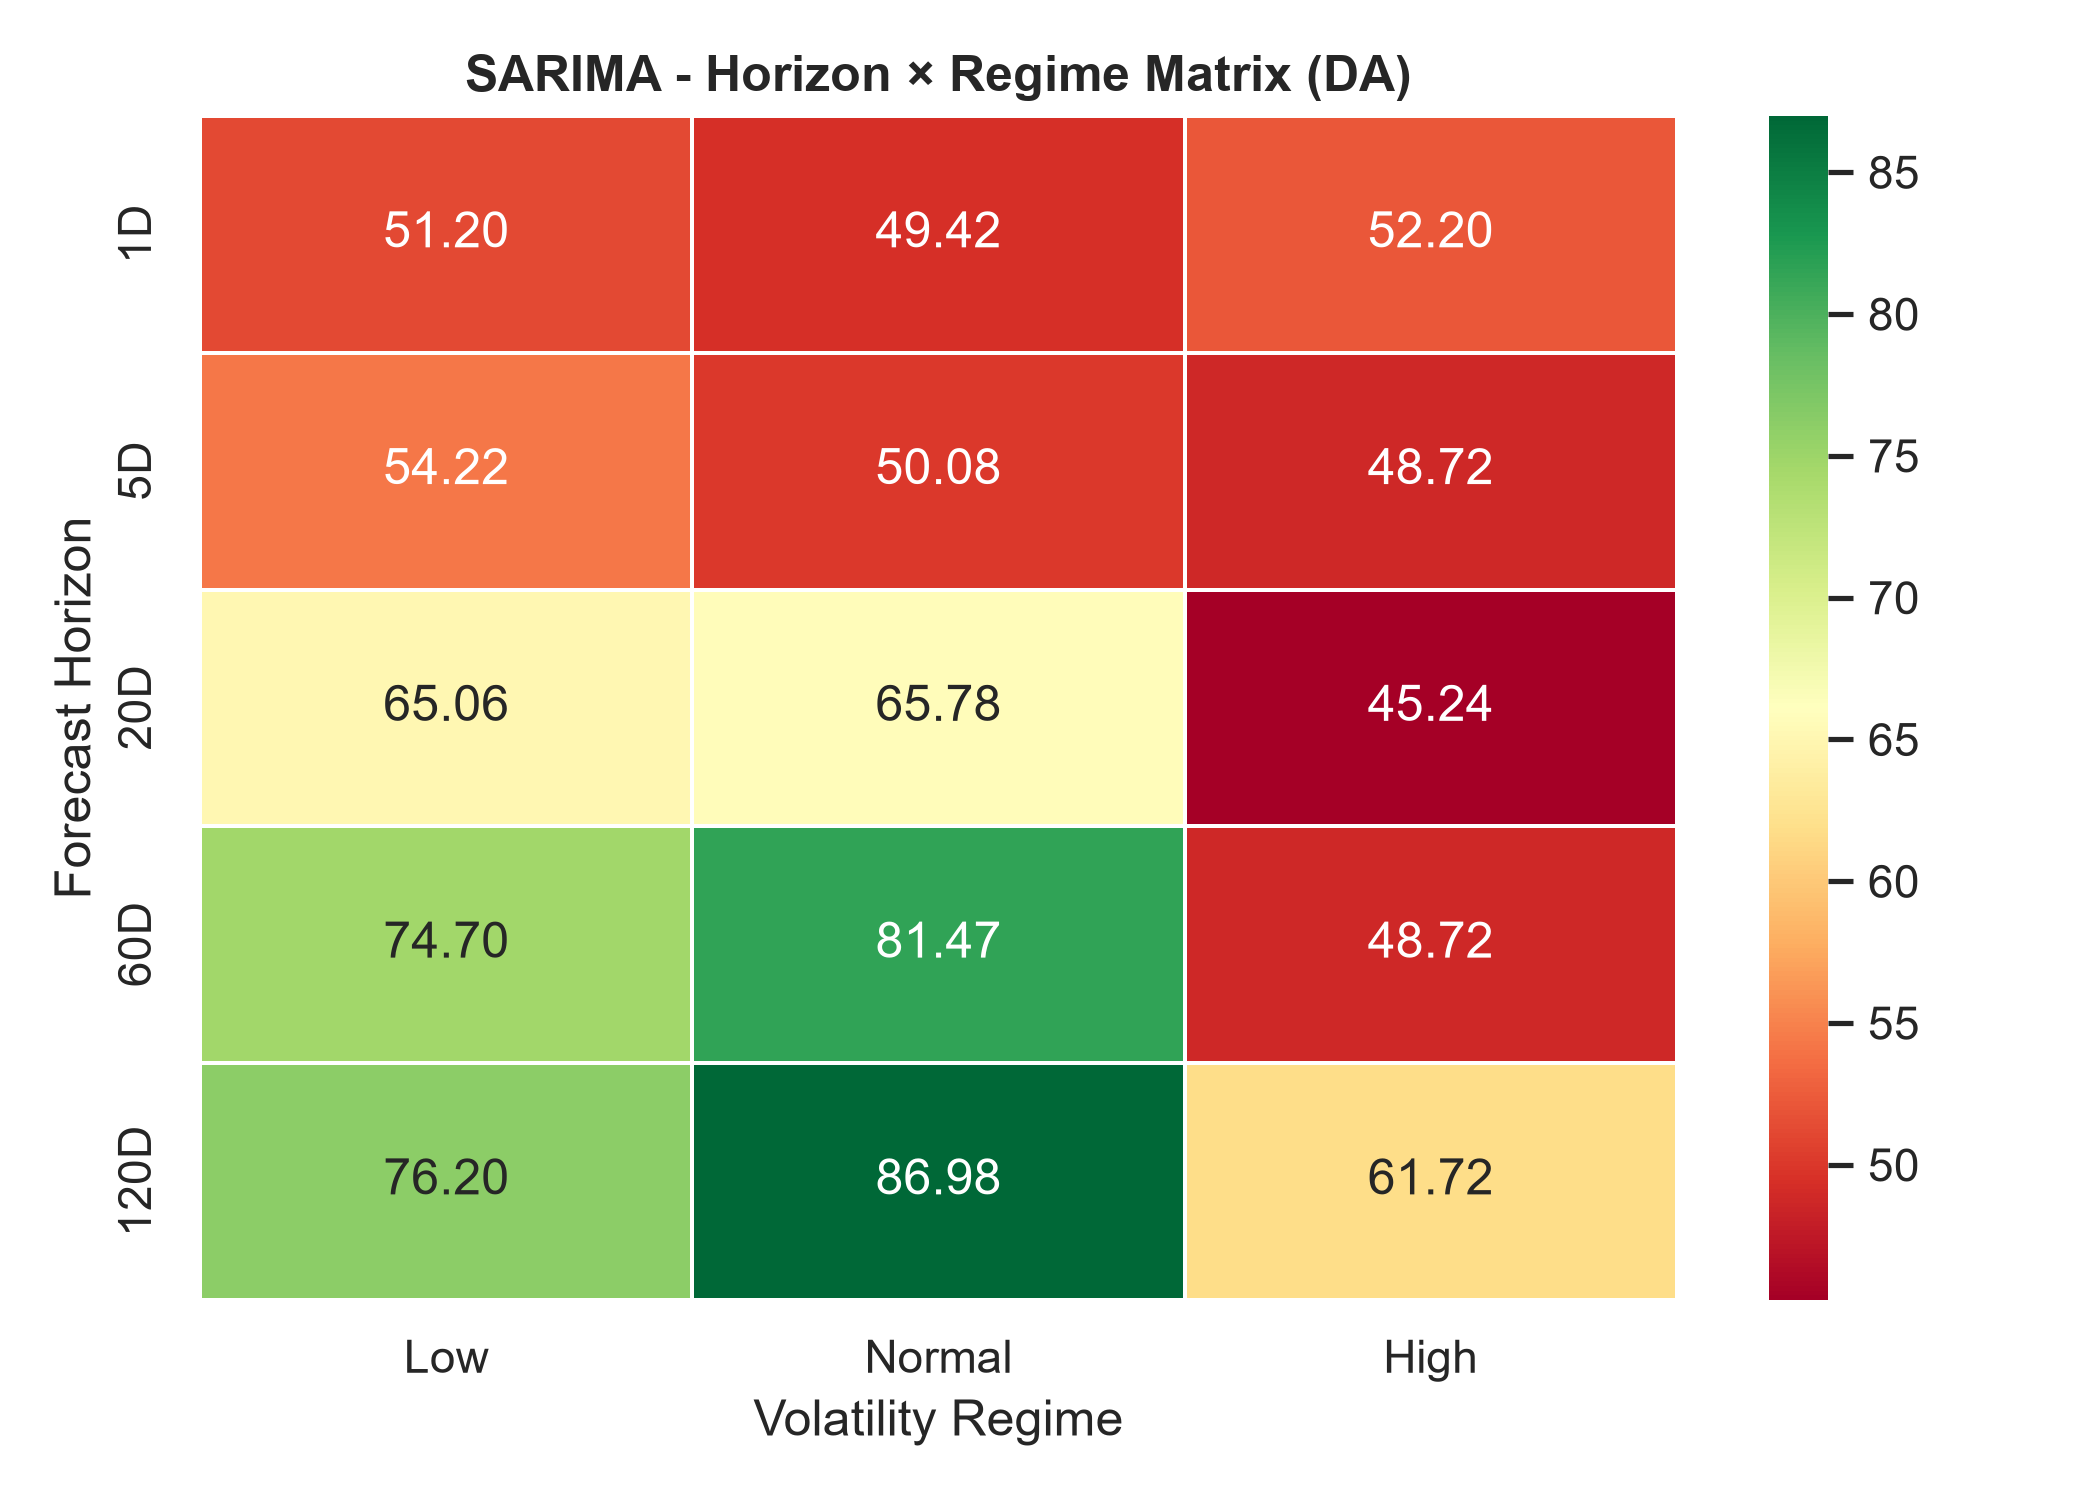 SARIMA - Horizon × Regime Matrix (DA)
Forecast Horizon
1D 51.20 49.42 52.20
5D 54.22 50.08 48.72
20D 65.06 65.78 45.24
60D 74.70 81.47 48.72
120D 76.20 86.98 61.72
Low Normal High
Volatility Regime
85
80
75
70
65
60
55
50